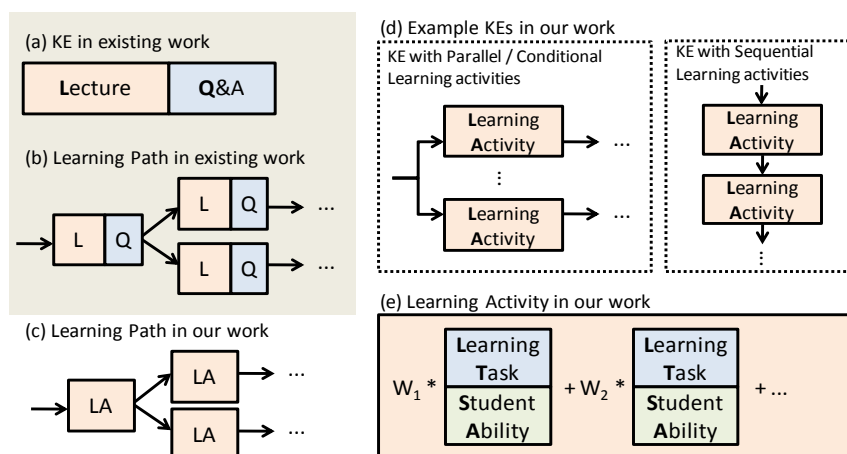 (a) KE in existing work
Lecture Q&A
(b) Learning Path in existing work
L Q
L Q ...
L Q ...
(c) Learning Path in our work
LA
LA ...
LA ...
(d) Example KEs in our work
KE with Parallel / Conditional
Learning activities
Learning
Activity
...
⋮
Learning
Activity
...
KE with Sequential
Learning activities
Learning
Activity
Learning
Activity
⋮
(e) Learning Activity in our work
W1 *
Learning
Task
Student
Ability
+ W2 *
Learning
Task
Student
Ability
+ ...